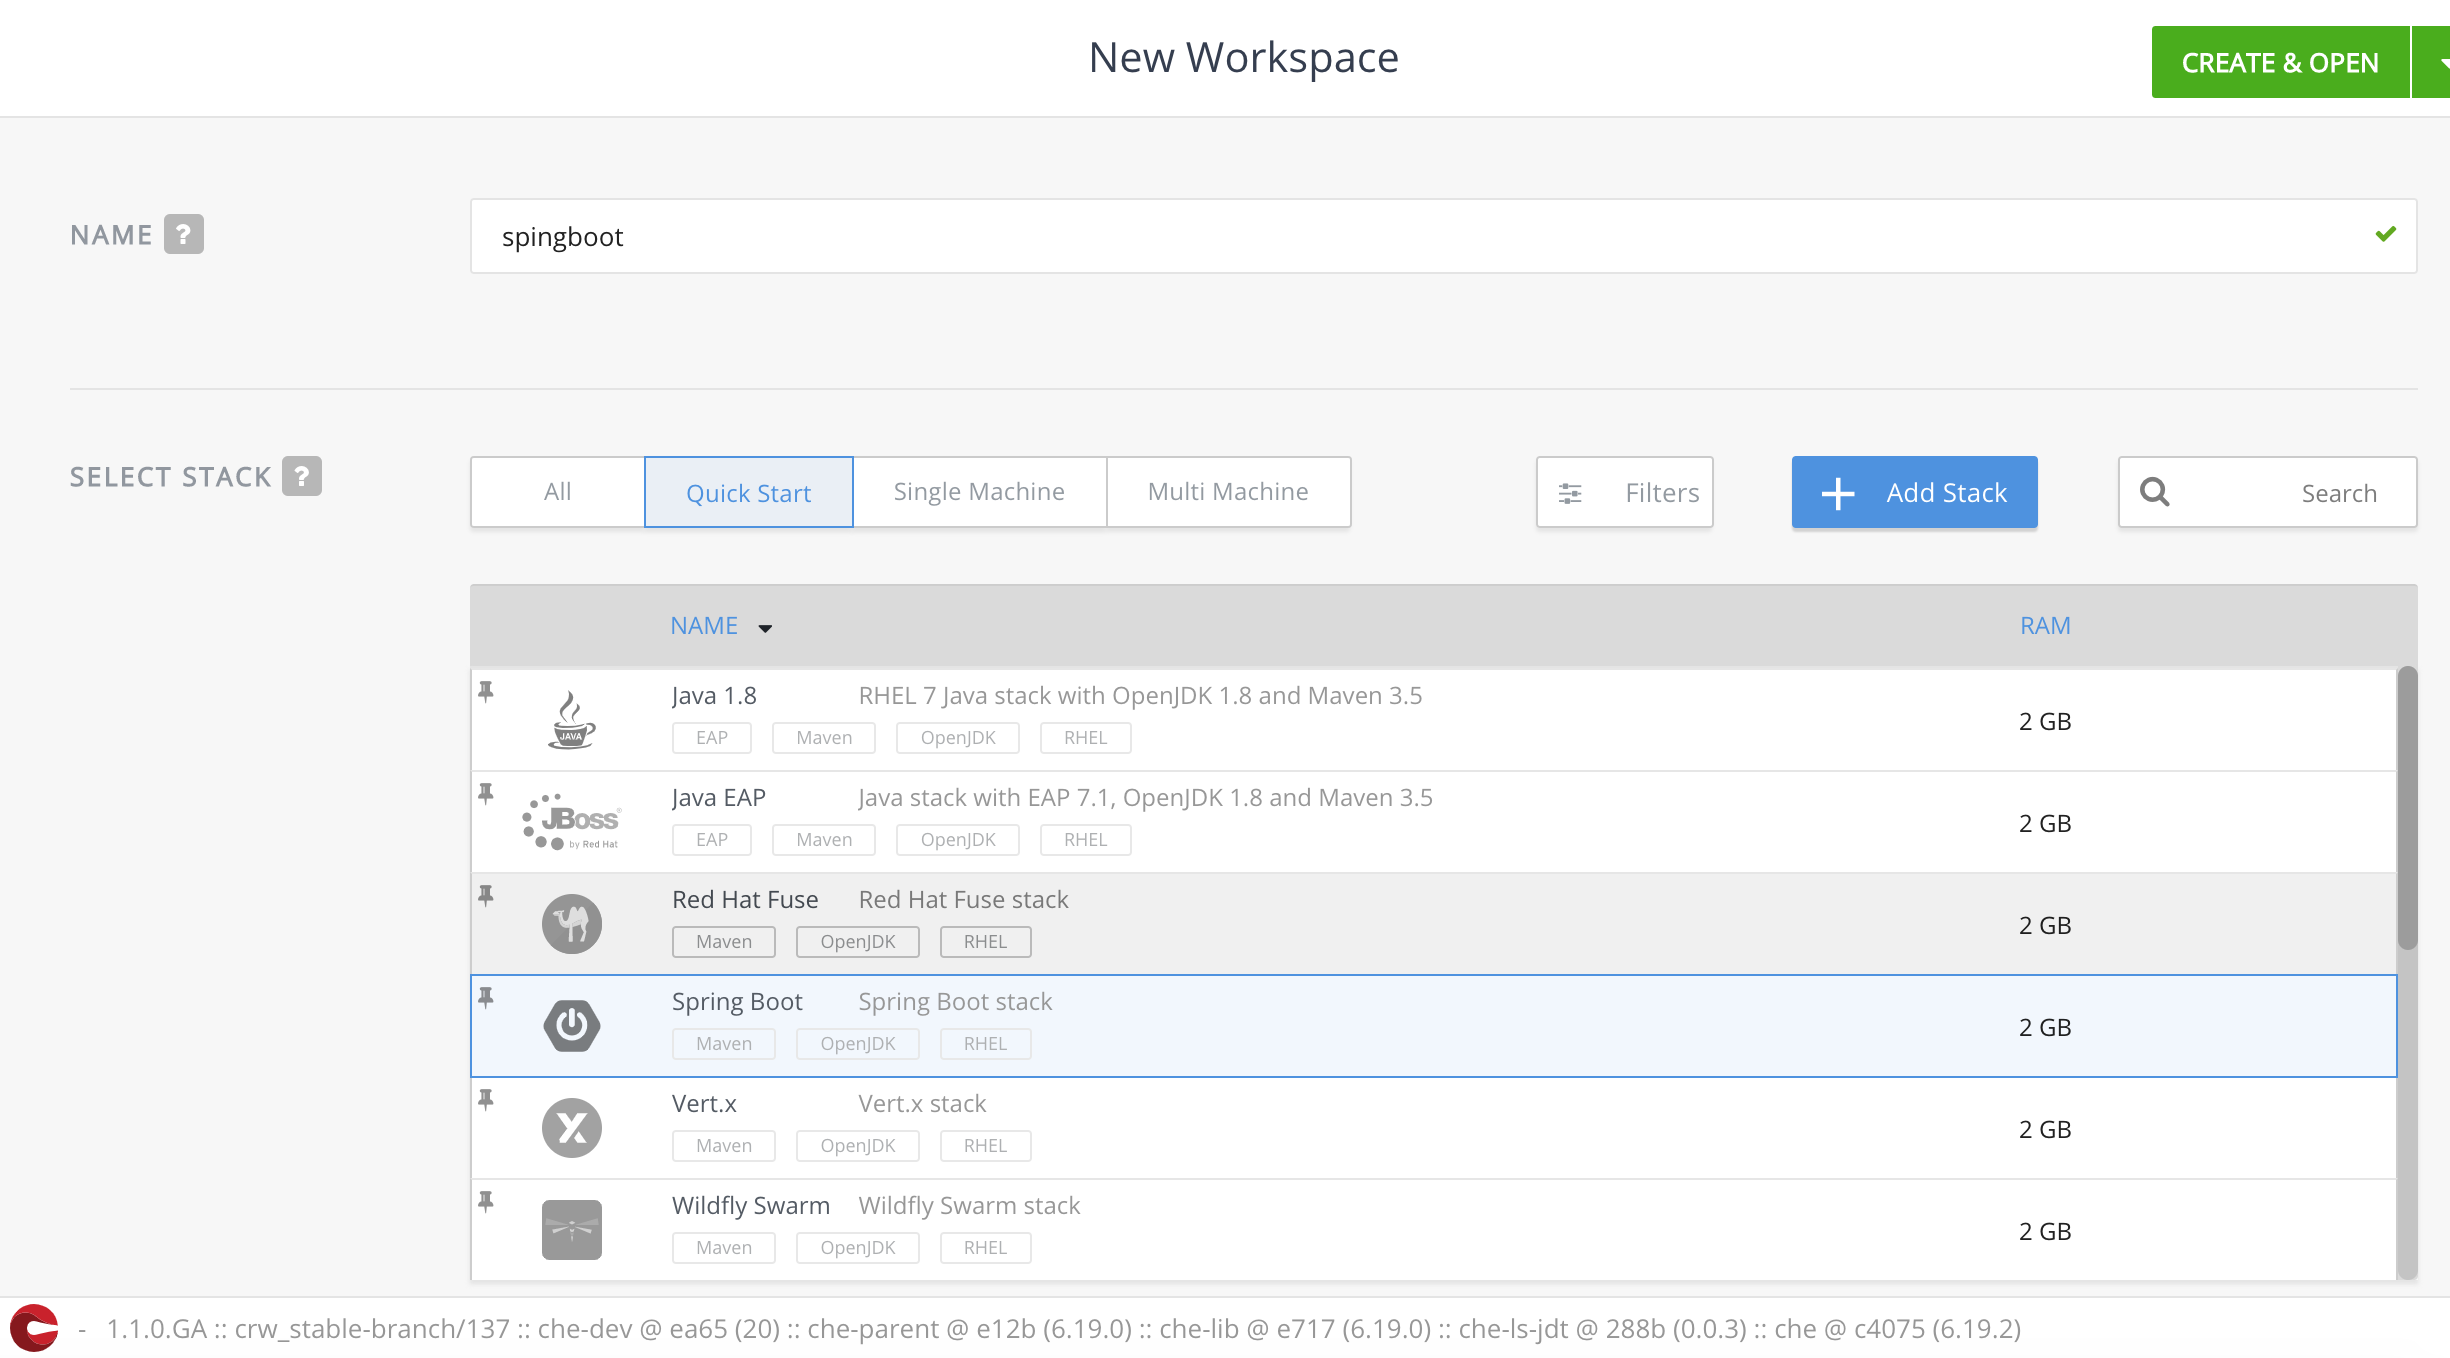 New Workspace
CREATE & OPEN
NAME ?
spingboot
SELECT STACK ?
All Quick Start Single Machine Multi Machine Filters Add Stack Search
NAME RAM
Java 1.8 RHEL 7 Java stack with OpenJDK 1.8 and Maven 3.5
EAP Maven OpenJDK RHEL
2 GB
JAVA
Java EAP Java stack with EAP 7.1, OpenJDK 1.8 and Maven 3.5
EAP Maven OpenJDK RHEL
2 GB
JBoss®
by Red Hat
Red Hat Fuse Red Hat Fuse stack
Maven OpenJDK RHEL
2 GB
Spring Boot Spring Boot stack
Maven OpenJDK RHEL
2 GB
Vert.x Vert.x stack
Maven OpenJDK RHEL
2 GB
Wildfly Swarm Wildfly Swarm stack
Maven OpenJDK RHEL
2 GB
- 1.1.0.GA :: crw_stable-branch/137 :: che-dev @ ea65 (20) :: che-parent @ e12b (6.19.0) :: che-lib @ e717 (6.19.0) :: che-ls-jdt @ 288b (0.0.3) :: che @ c4075 (6.19.2)